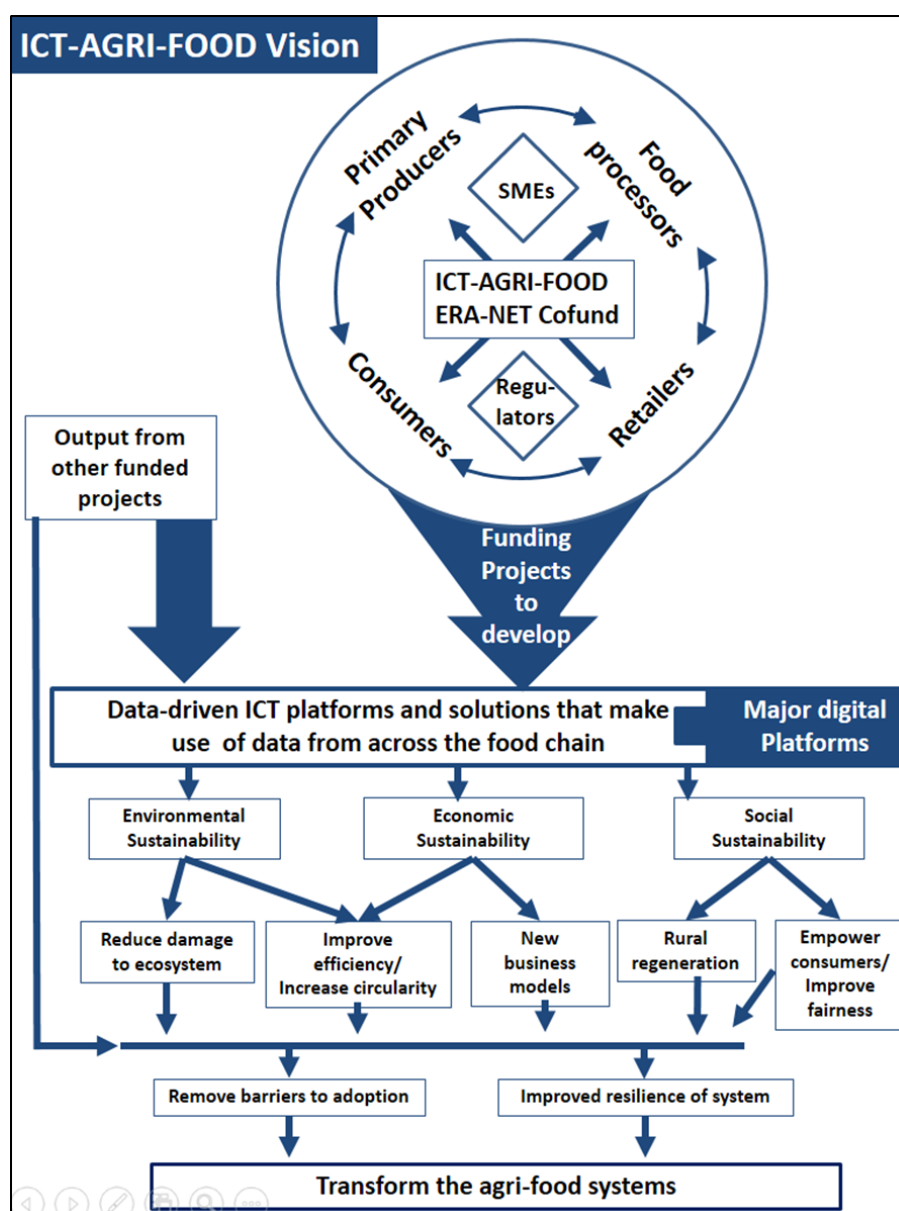 ICT-AGRI-FOOD Vision
Primary
Producers
Food
processors
SMEs
ICT-AGRI-FOOD
ERA-NET Cofund
Consumers
Regu-
lators
Retailers
Output from
other funded
projects
Funding
Projects
to
develop
Data-driven ICT platforms and solutions that make
use of data from across the food chain
Major digital
Platforms
Environmental
Sustainability
Economic
Sustainability
Social
Sustainability
Reduce damage
to ecosystem
Improve
efficiency/
Increase circularity
New
business
models
Rural
regeneration
Empower
consumers/
Improve
fairness
Remove barriers to adoption
Improved resilience of system
Transform the agri-food systems